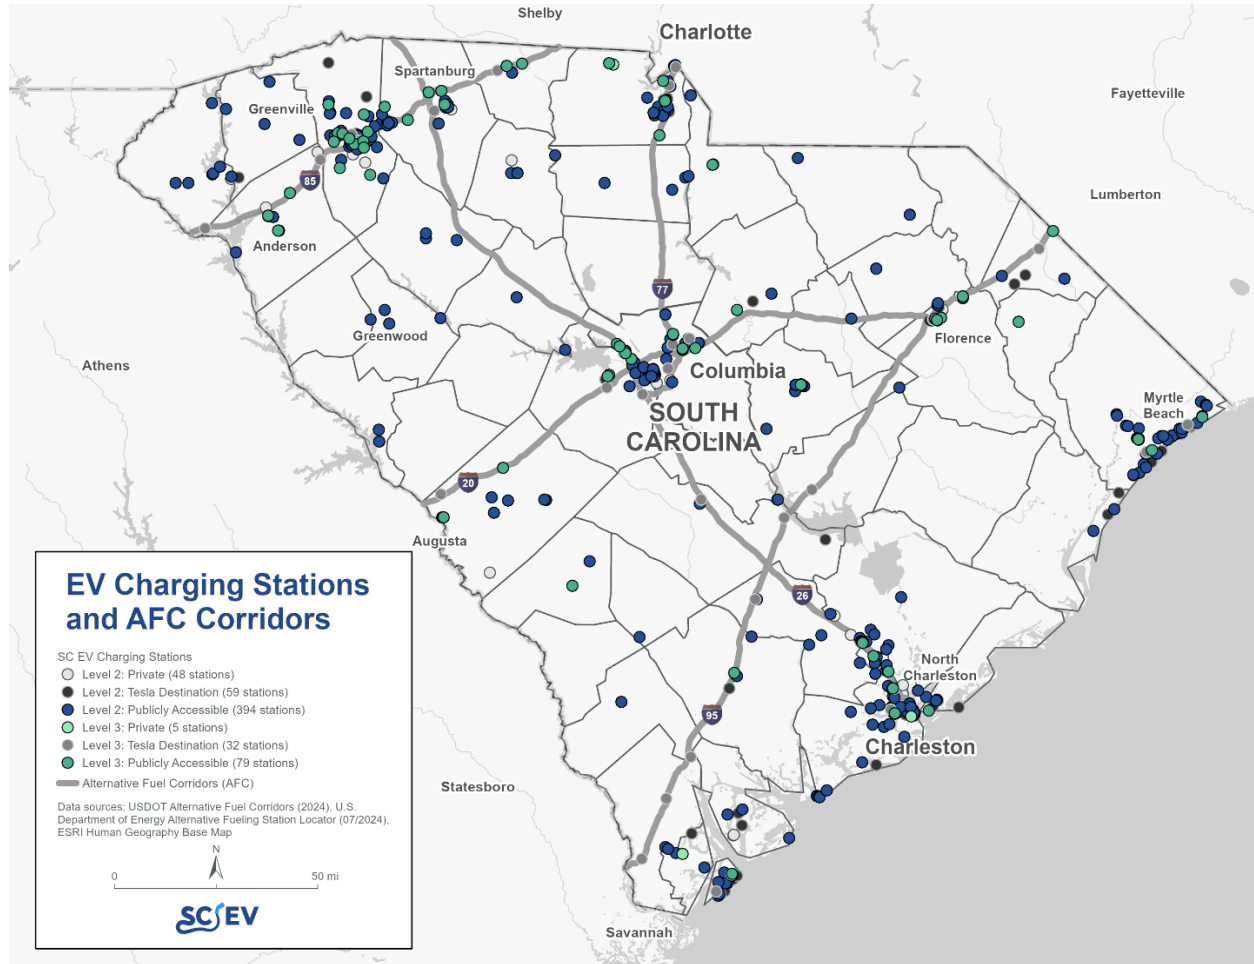 Shelby
Charlotte
Spartanburg
Fayetteville
Greenville
85
Lumberton
Anderson
77
Greenwood
Florence
Athens
Columbia
SOUTH
CAROLINA
Myrtle
Beach
20
Augusta
26
North
Charleston
95
Charleston
Statesboro
Savannah
EV Charging Stations
and AFC Corridors
SC EV Charging Stations
Level 2: Private (48 stations)
Level 2: Tesla Destination (59 stations)
Level 2: Publicly Accessible (394 stations)
Level 3: Private (5 stations)
Level 3: Tesla Destination (32 stations)
Level 3: Publicly Accessible (79 stations)
Alternative Fuel Corridors (AFC)
Data sources: USDOT Alternative Fuel Corridors (2024), U.S.
Department of Energy Alternative Fueling Station Locator (07/2024),
ESRI Human Geography Base Map
N
0 50 mi
SC EV